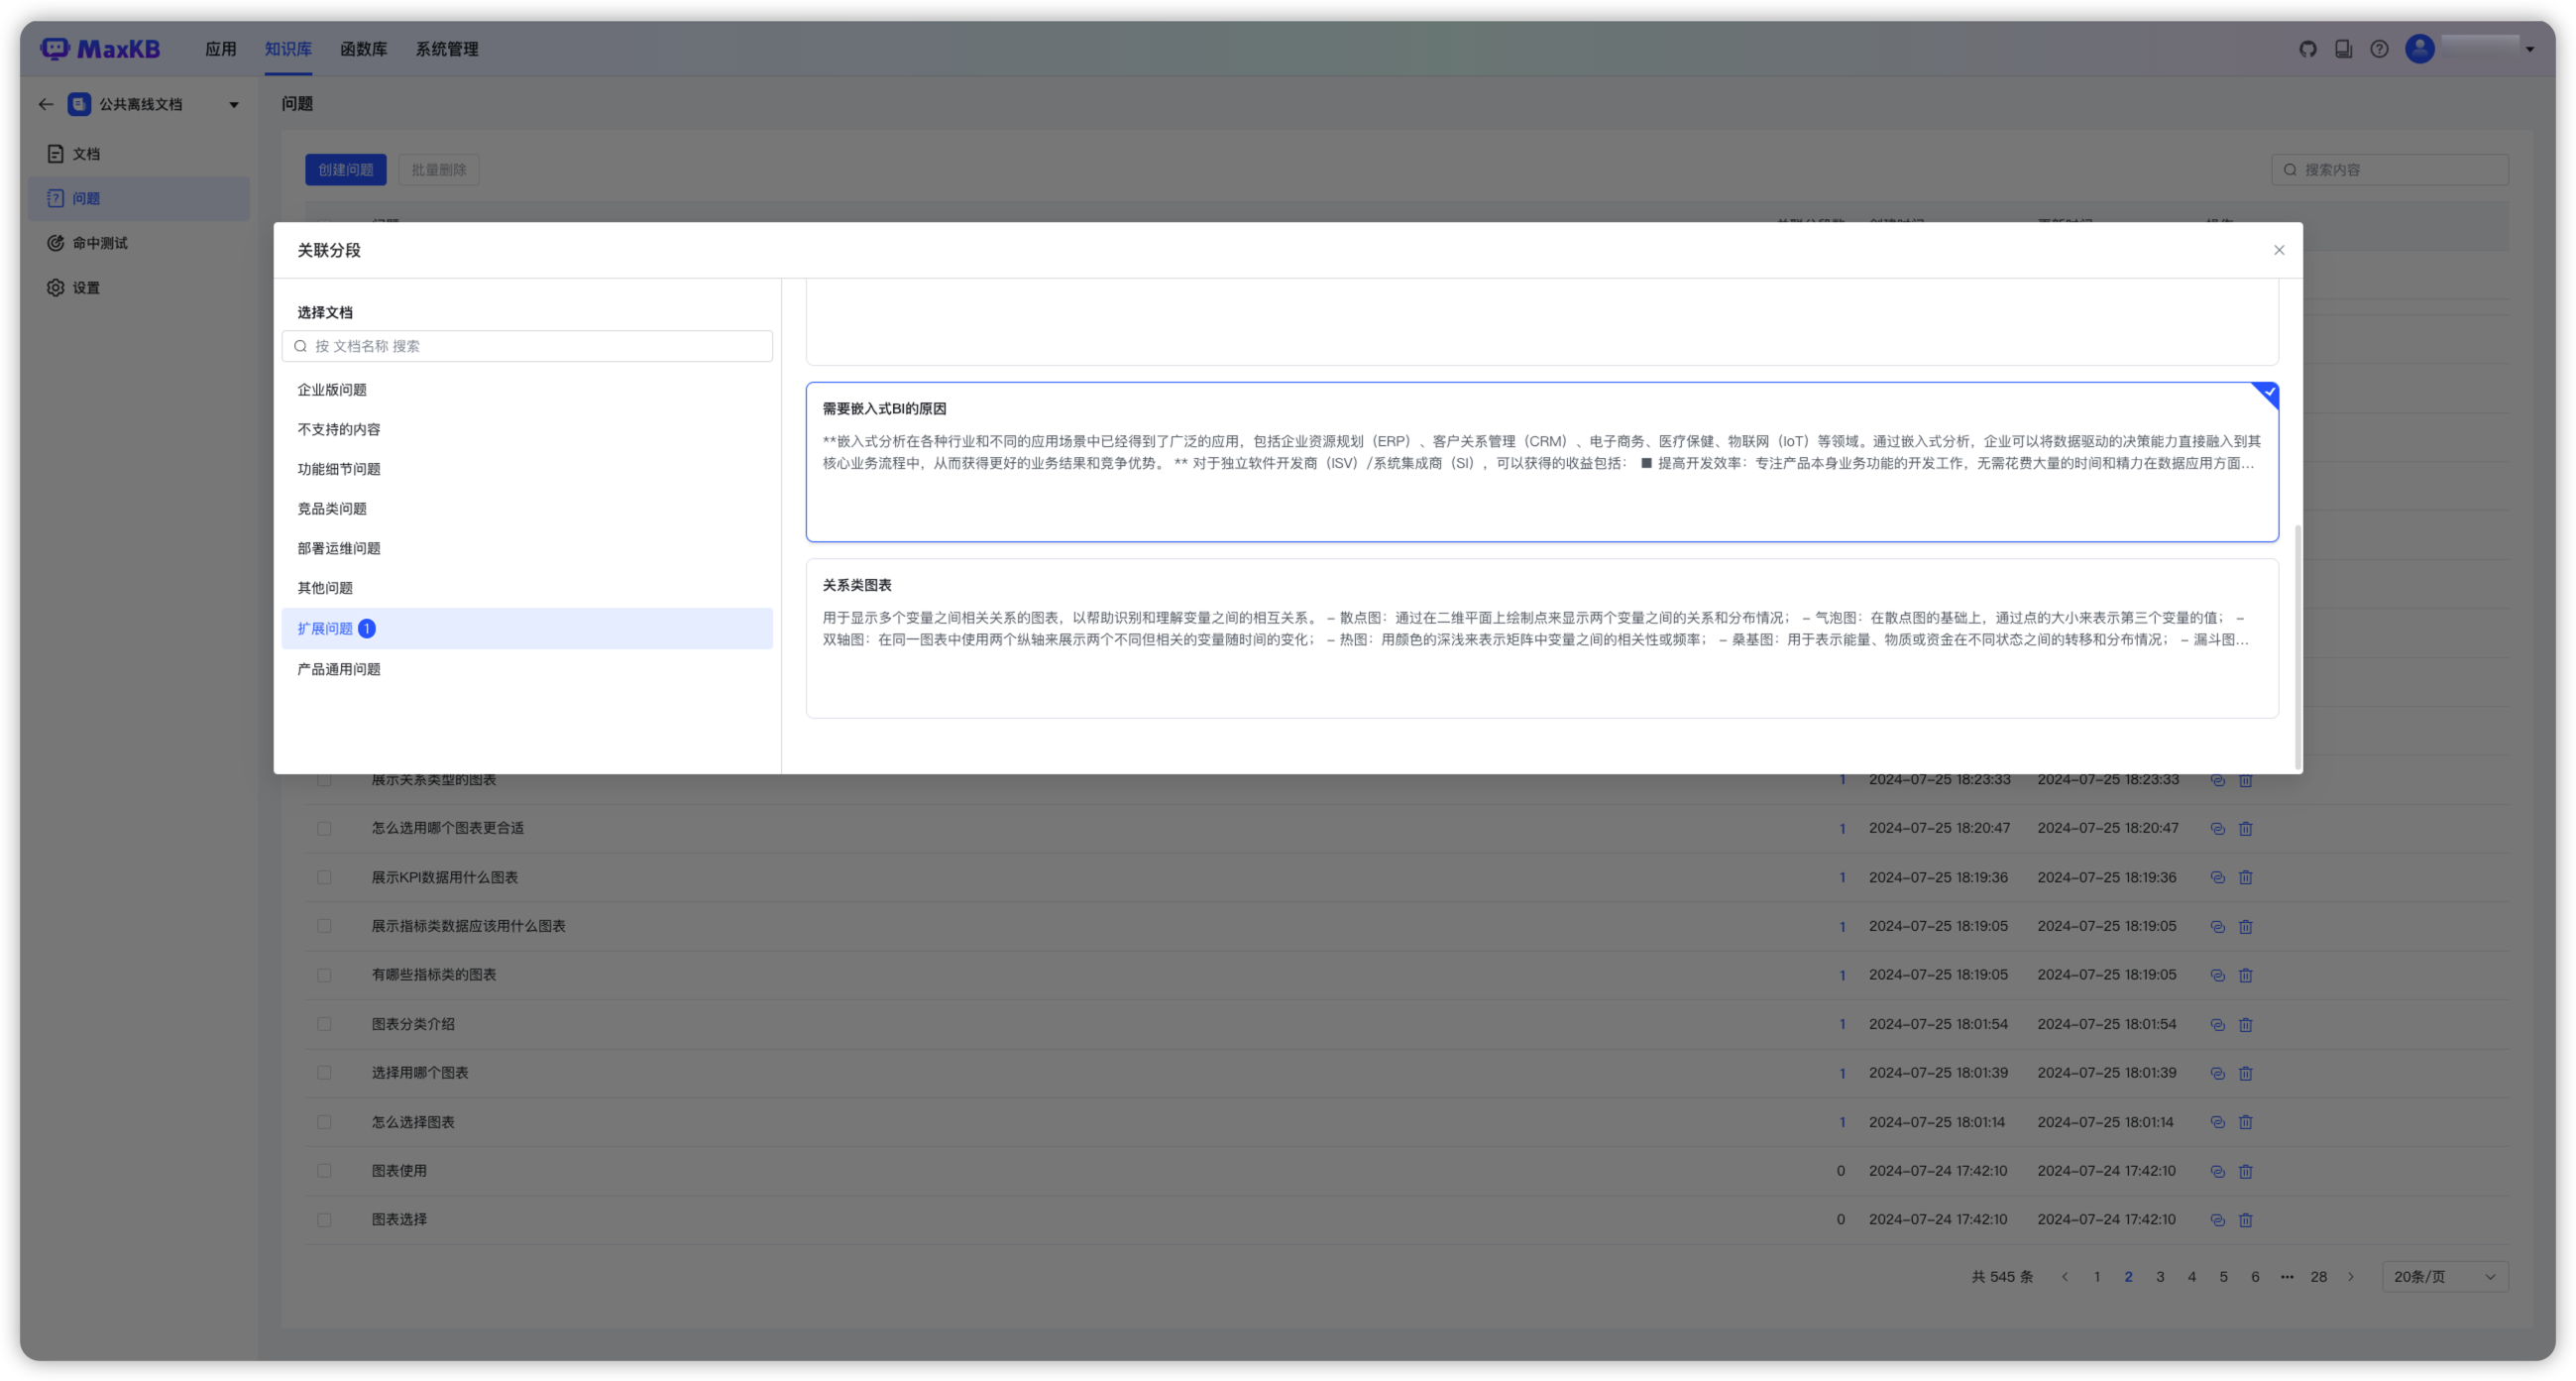 MaxKB 应用 知识库 函数库 系统管理
公共离线文档
文档
问题
命中测试
设置
问题
创建问题 批量删除 搜索内容
关联分段
选择文档
按 文档名称 搜索
企业版问题
不支持的内容
功能细节问题
竞品类问题
部署运维问题
其他问题
扩展问题 1
产品通用问题
需要嵌入式BI的原因
**嵌入式分析在各种行业和不同的应用场景中已经得到了广泛的应用，包括企业资源规划（ERP）、客户关系管理（CRM）、电子商务、医疗保健、物联网（IoT）等领域。通过嵌入式分析，企业可以将数据驱动的决策能力直接融入到其
核心业务流程中，从而获得更好的业务结果和竞争优势。 ** 对于独立软件开发商（ISV）/系统集成商（SI），可以获得的收益包括： ■ 提高开发效率：专注产品本身业务功能的开发工作，无需花费大量的时间和精力在数据应用方面…
关系类图表
用于显示多个变量之间相关关系的图表，以帮助识别和理解变量之间的相互关系。 – 散点图：通过在二维平面上绘制点来显示两个变量之间的关系和分布情况； – 气泡图：在散点图的基础上，通过点的大小来表示第三个变量的值； –
双轴图：在同一图表中使用两个纵轴来展示两个不同但相关的变量随时间的变化； – 热图：用颜色的深浅来表示矩阵中变量之间的相关性或频率； – 桑基图：用于表示能量、物质或资金在不同状态之间的转移和分布情况； – 漏斗图…
展示关系类型的图表 1 2024-07-25 18:23:33 2024-07-25 18:23:33
怎么选用哪个图表更合适 1 2024-07-25 18:20:47 2024-07-25 18:20:47
展示KPI数据用什么图表 1 2024-07-25 18:19:36 2024-07-25 18:19:36
展示指标类数据应该用什么图表 1 2024-07-25 18:19:05 2024-07-25 18:19:05
有哪些指标类的图表 1 2024-07-25 18:19:05 2024-07-25 18:19:05
图表分类介绍 1 2024-07-25 18:01:54 2024-07-25 18:01:54
选择用哪个图表 1 2024-07-25 18:01:39 2024-07-25 18:01:39
怎么选择图表 1 2024-07-25 18:01:14 2024-07-25 18:01:14
图表使用 0 2024-07-24 17:42:10 2024-07-24 17:42:10
图表选择 0 2024-07-24 17:42:10 2024-07-24 17:42:10
共 545 条 1 2 3 4 5 6 ••• 28 20条/页